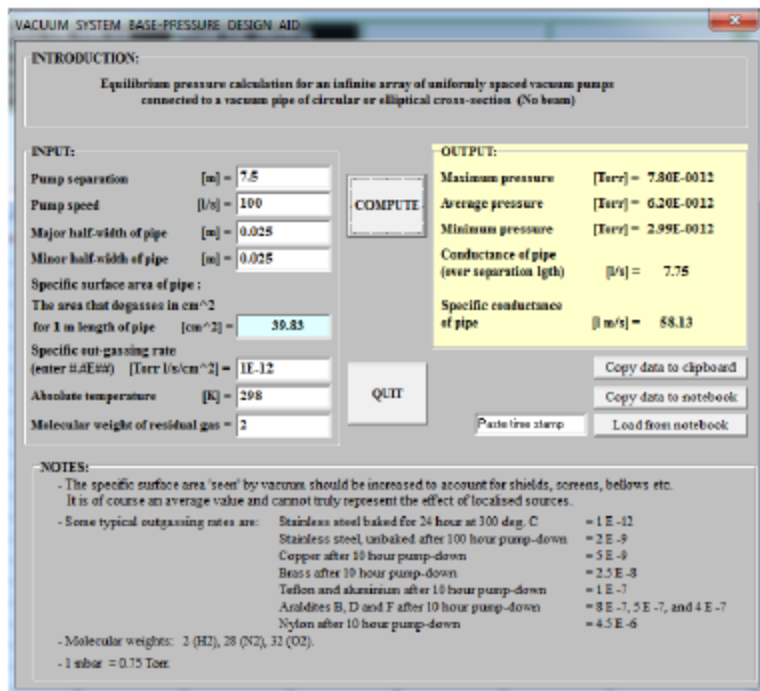 VACUUM SYSTEM BASE-PRESSURE DESIGN AID
INTRODUCTION:
Equilibrium pressure calculation for an infinite array of uniformly spaced vacuum pumps
connected to a vacuum pipe of circular or elliptical cross-section (No beam)
INPUT:
Pump separation [m] = 7.5
Pump speed [l/s] = 100
Major half-width of pipe [m] = 0.025
Minor half-width of pipe [m] = 0.025
Specific surface area of pipe :
The area that degasses in cm^2
for 1 m length of pipe [cm^2] = 39.83
Specific out-gassing rate
(enter #.#E##) [Torr l/s/cm^2] = 1E-12
Absolute temperature [K] = 298
Molecular weight of residual gas = 2
COMPUTE
QUIT
OUTPUT:
Maximum pressure [Torr] = 7.80E-0012
Average pressure [Torr] = 6.20E-0012
Minimum pressure [Torr] = 2.99E-0012
Conductance of pipe
(over separation lgth) [l/s] = 7.75
Specific conductance
of pipe [l m/s] = 58.13
Copy data to clipboard
Copy data to notebook
Paste time stamp
Load from notebook
NOTES:
- The specific surface area 'seen' by vacuum should be increased to account for shields, screens, bellows etc.
It is of course an average value and cannot truly represent the effect of localised sources.
- Some typical outgassing rates are: Stainless steel baked for 24 hour at 300 deg. C = 1 E -12
Stainless steel, unbaked after 100 hour pump-down = 2 E -9
Copper after 10 hour pump-down = 5 E -9
Brass after 10 hour pump-down = 2.5 E -8
Teflon and aluminium after 10 hour pump-down = 1 E -7
Araldites B, D and F after 10 hour pump-down = 8 E -7, 5 E -7, and 4 E -7
Nylon after 10 hour pump-down = 4.5 E -6
- Molecular weights: 2 (H2), 28 (N2), 32 (O2).
- 1 mbar = 0.75 Torr.